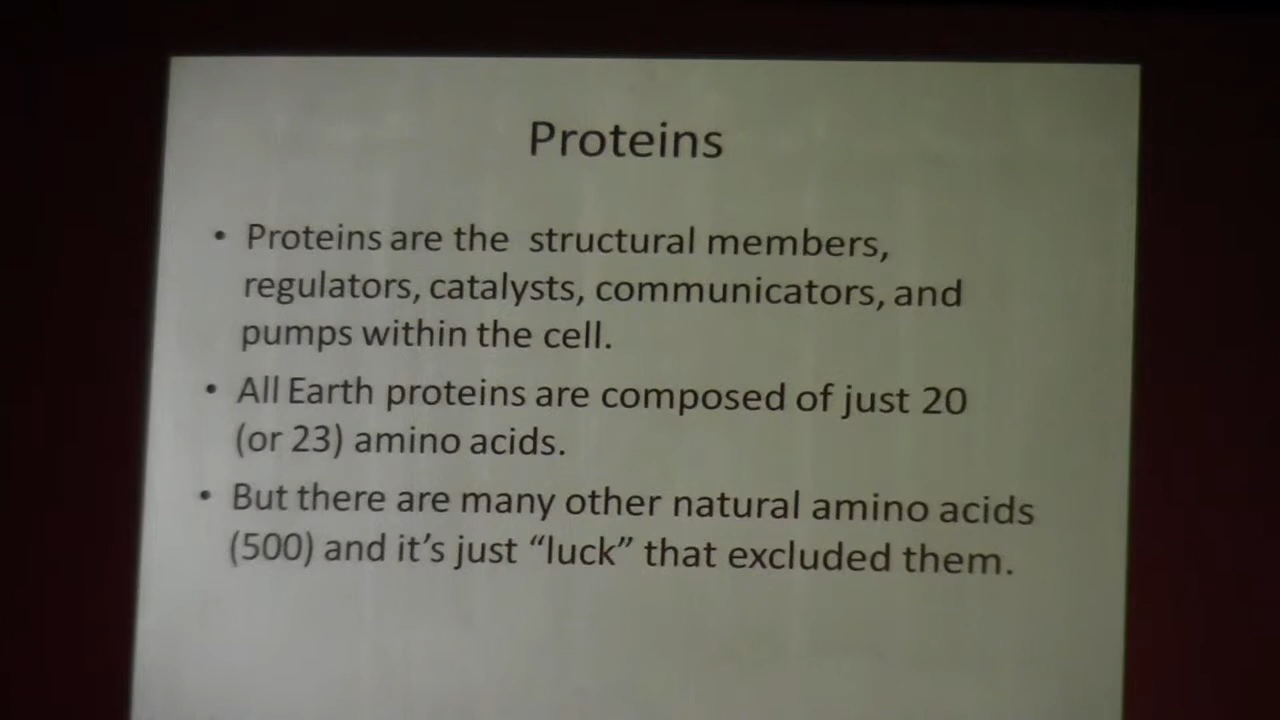 Proteins
• Proteins are the structural members,
regulators, catalysts, communicators, and
pumps within the cell.
• All Earth proteins are composed of just 20
(or 23) amino acids.
• But there are many other natural amino acids
(500) and it's just “luck” that excluded them.